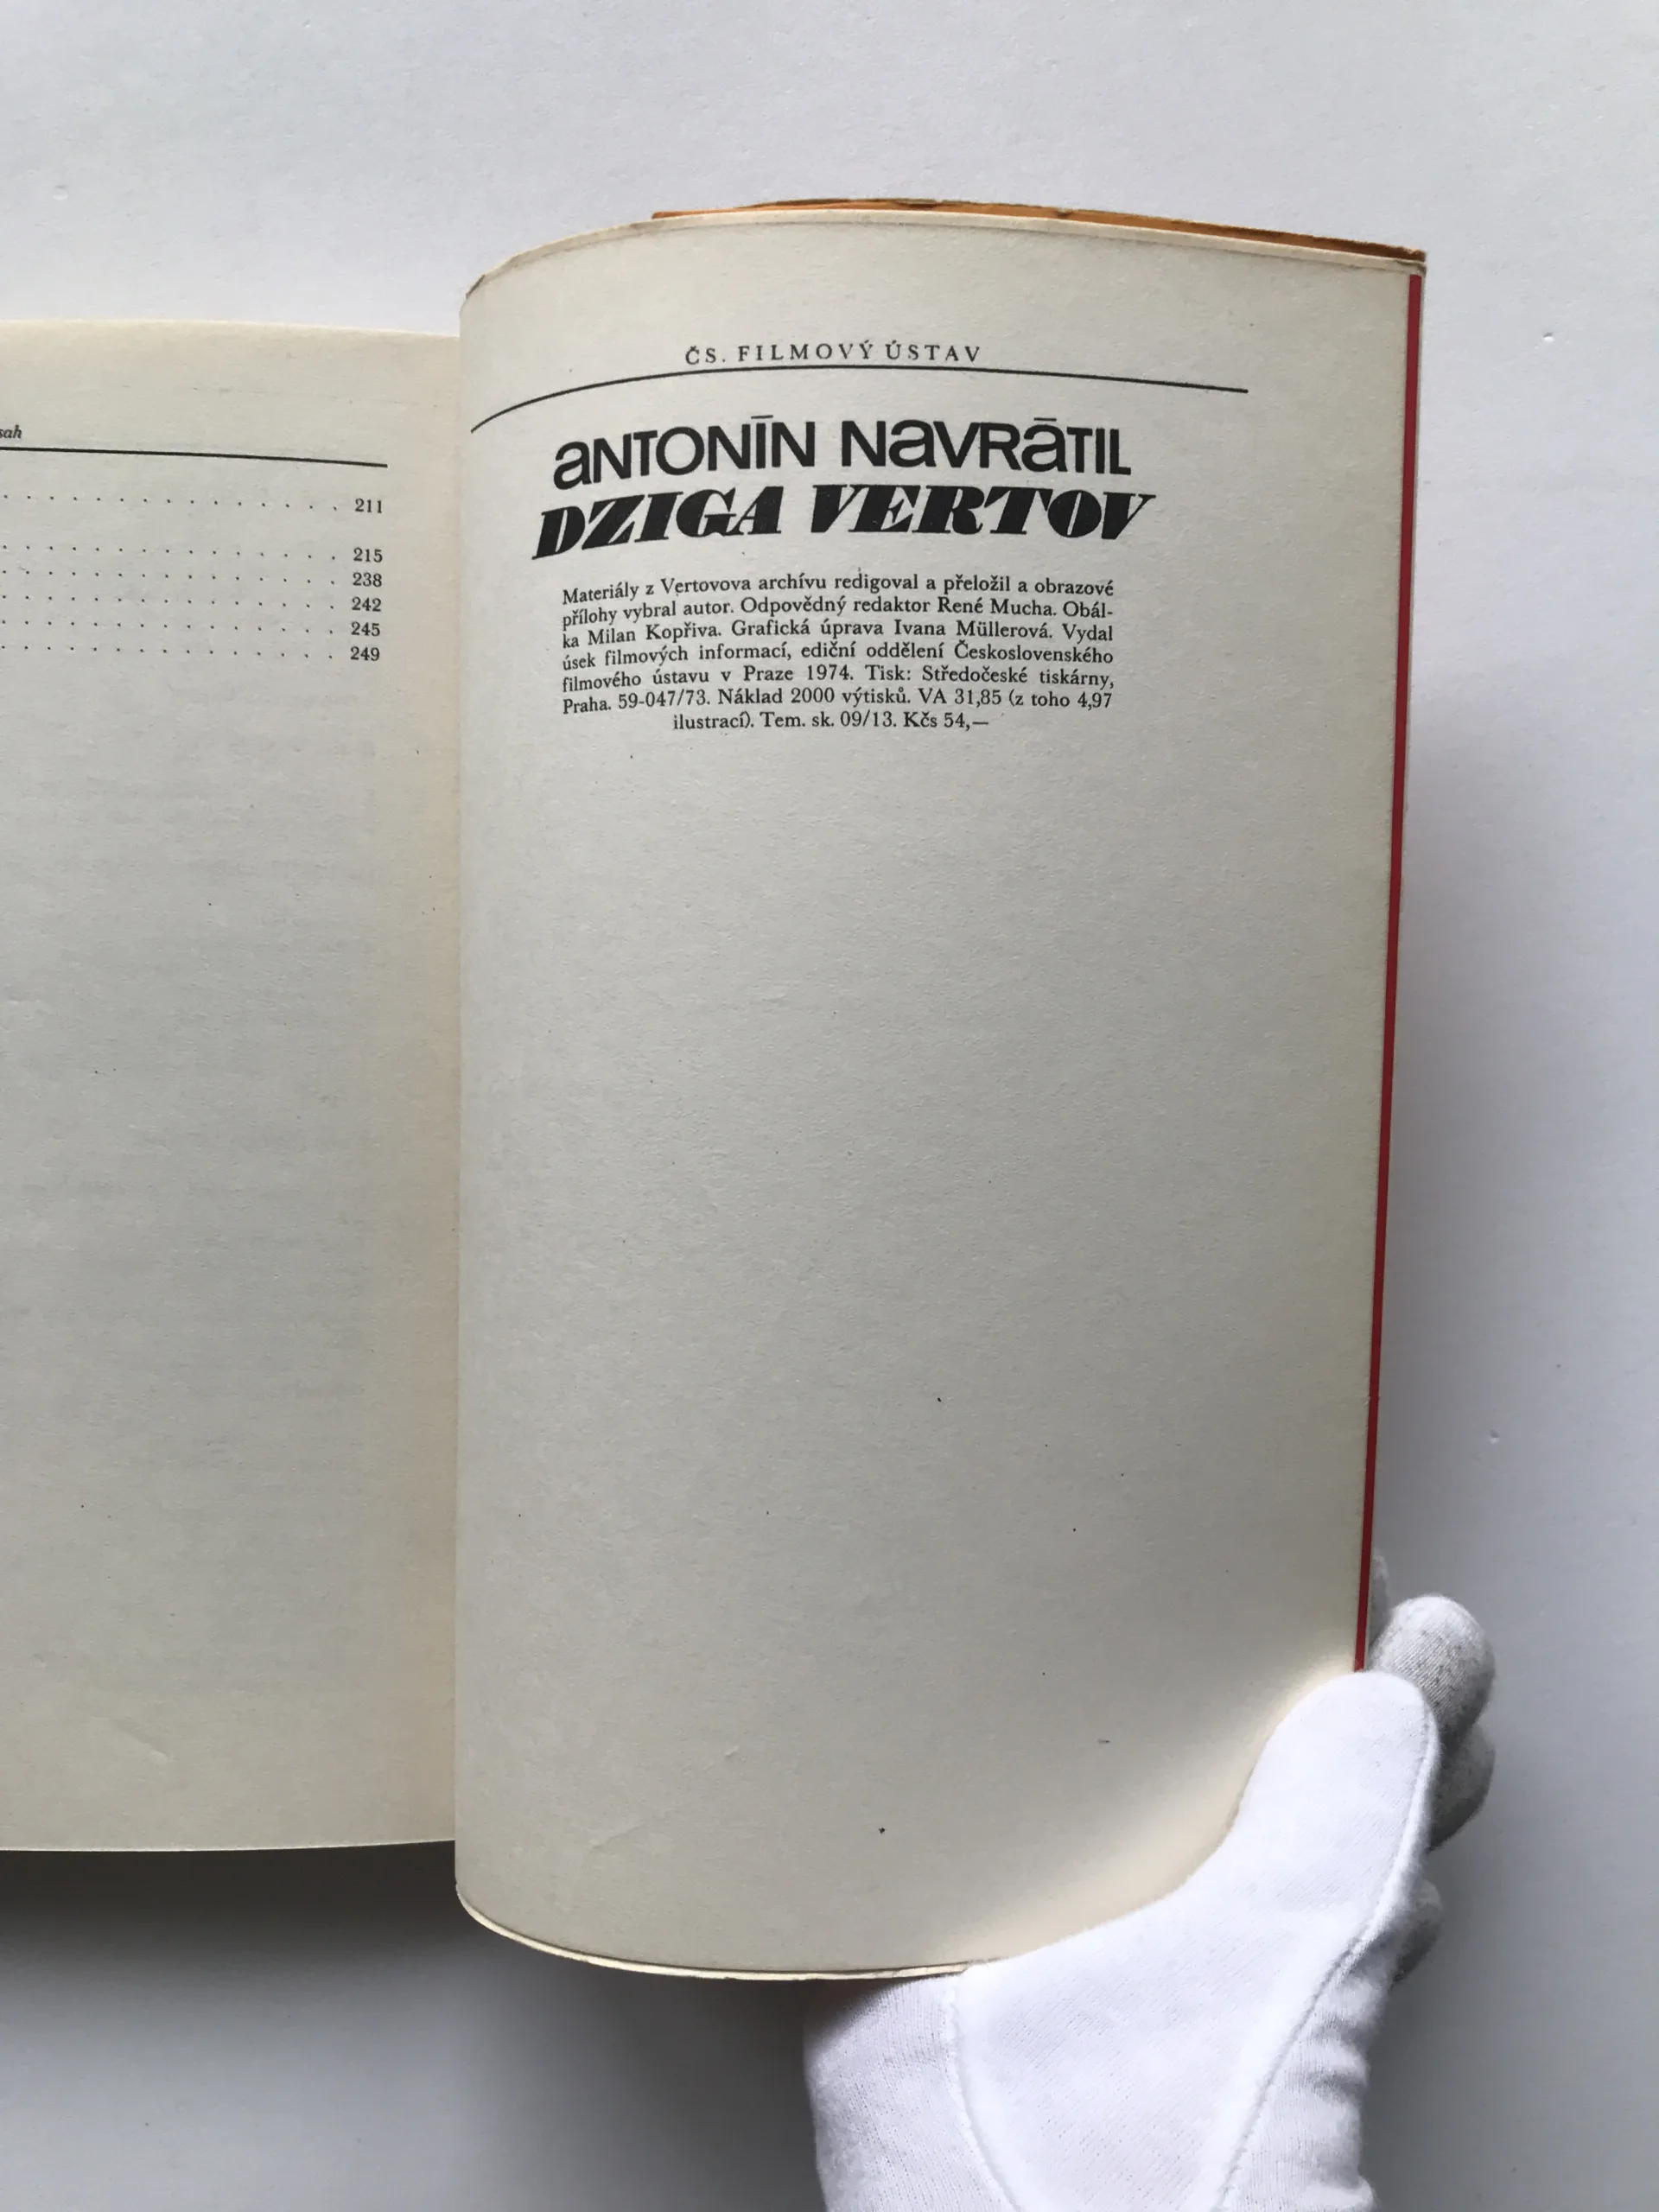 211
215
238
242
245
249
ČS. FILMOVÝ ÚSTAV
aNTONĪN NaVRāTIL
DZIGA VERTOV
Materiály z Vertovova archívu redigoval a přeložil a obrazové
přílohy vybral autor. Odpovědný redaktor René Mucha. Obál-
ka Milan Kopřiva. Grafická úprava Ivana Müllerová. Vydal
úsek filmových informací, ediční oddělení Československého
filmového ústavu v Praze 1974. Tisk: Středočeské tiskárny,
Praha. 59-047/73. Náklad 2000 výtisků. VA 31,85 (z toho 4,97
ilustrací). Tem. sk. 09/13. Kčs 54,—